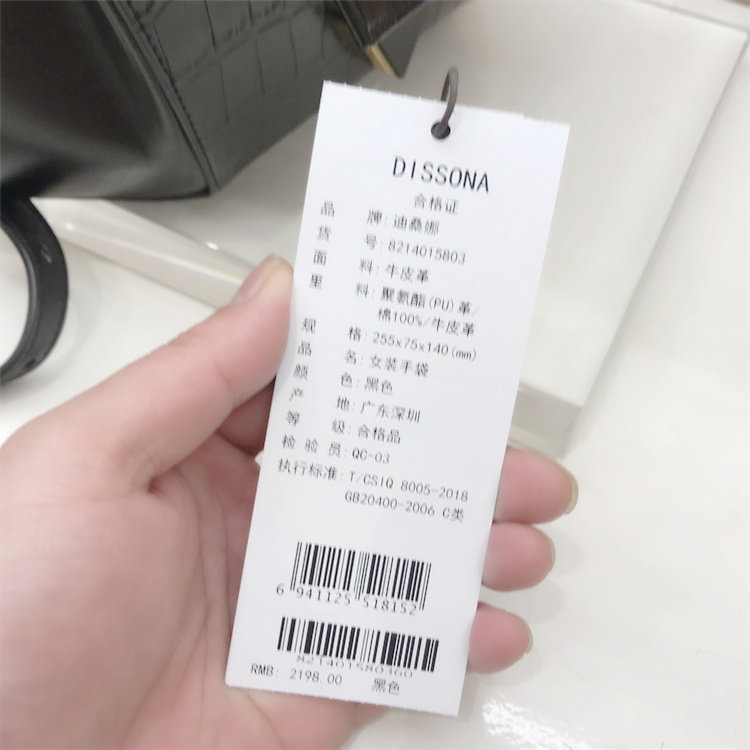 DISSONA
合格证
品 牌: 迪桑娜
货 号: 8214015803
面 料: 牛皮革
里 料: 聚氨酯(PU)革/
棉100%/牛皮革
规 格: 255x75x140(mm)
品 名: 女装手袋
颜 色: 黑色
产 地: 广东深圳
等 级: 合格品
检 验 员: QC-03
执行标准: T/CSIQ 8005-2018
GB20400-2006 C类
6 941125 518152
821401580360
RMB: 2198.00 黑色